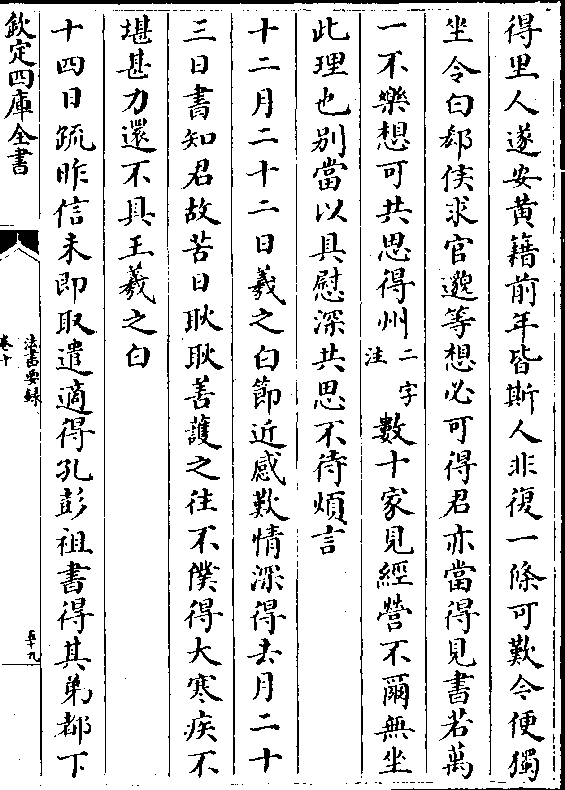 得里人遂安黄籍前年皆斯人非復一條可歎令便獨
坐令白郄侯求官邈等想必可得君亦當得見書若萬
一不樂想可共思得州二字注數十家見經營不爾無坐
此理也别當以具慰深共思不待煩言
十二月二十二日羲之白節近感歎情深得去月二十
三日書知君故苦日耿耿善護之往不僕得大寒疾不
堪甚力還不具王羲之白
十四日疏昨信未即取遣適得孔彭祖書得其弟都下
欽定四庫全書
法書要録
卷十
五十九